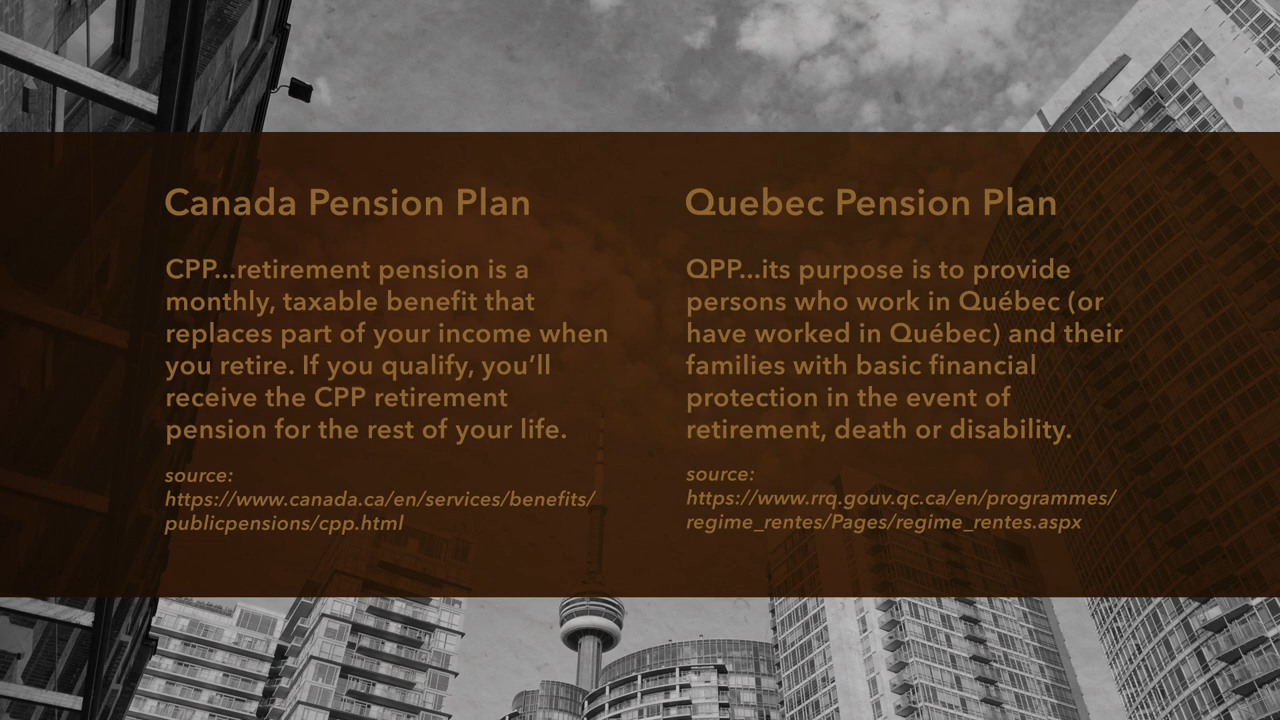 Canada Pension Plan
CPP...retirement pension is a
monthly, taxable benefit that
replaces part of your income when
you retire. If you qualify, you’ll
receive the CPP retirement
pension for the rest of your life.
source:
https://www.canada.ca/en/services/benefits/
publicpensions/cpp.html
Quebec Pension Plan
QPP...its purpose is to provide
persons who work in Québec (or
have worked in Québec) and their
families with basic financial
protection in the event of
retirement, death or disability.
source:
https://www.rrq.gouv.qc.ca/en/programmes/
regime_rentes/Pages/regime_rentes.aspx